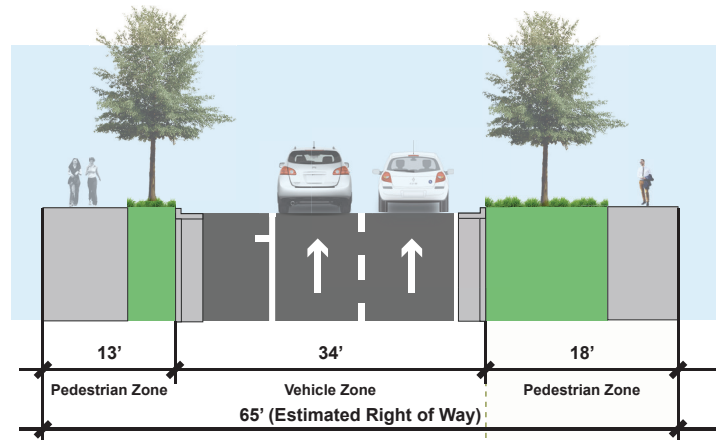 13’ 34’ 18’
Pedestrian Zone Vehicle Zone Pedestrian Zone
65’ (Estimated Right of Way)